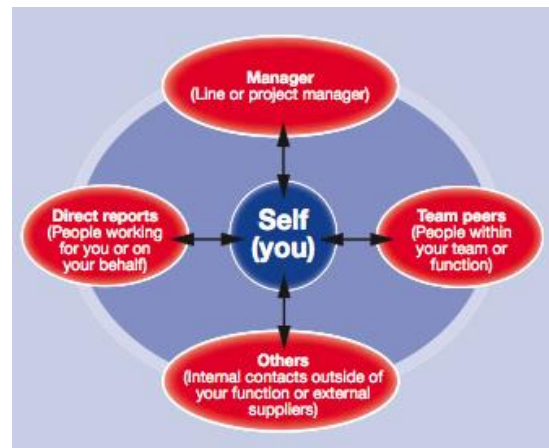 Manager
(Line or project manager)
Direct reports
(People working
for you or on
your behalf)
Self
(you)
Team peers
(People within
your team or
function)
Others
(Internal contacts outside of
your function or external
suppliers)